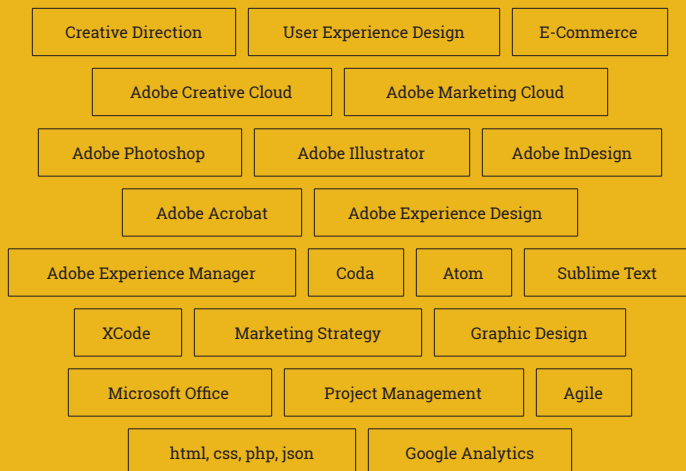 Creative Direction User Experience Design E-Commerce
Adobe Creative Cloud Adobe Marketing Cloud
Adobe Photoshop Adobe Illustrator Adobe InDesign
Adobe Acrobat Adobe Experience Design
Adobe Experience Manager Coda Atom Sublime Text
XCode Marketing Strategy Graphic Design
Microsoft Office Project Management Agile
html, css, php, json Google Analytics